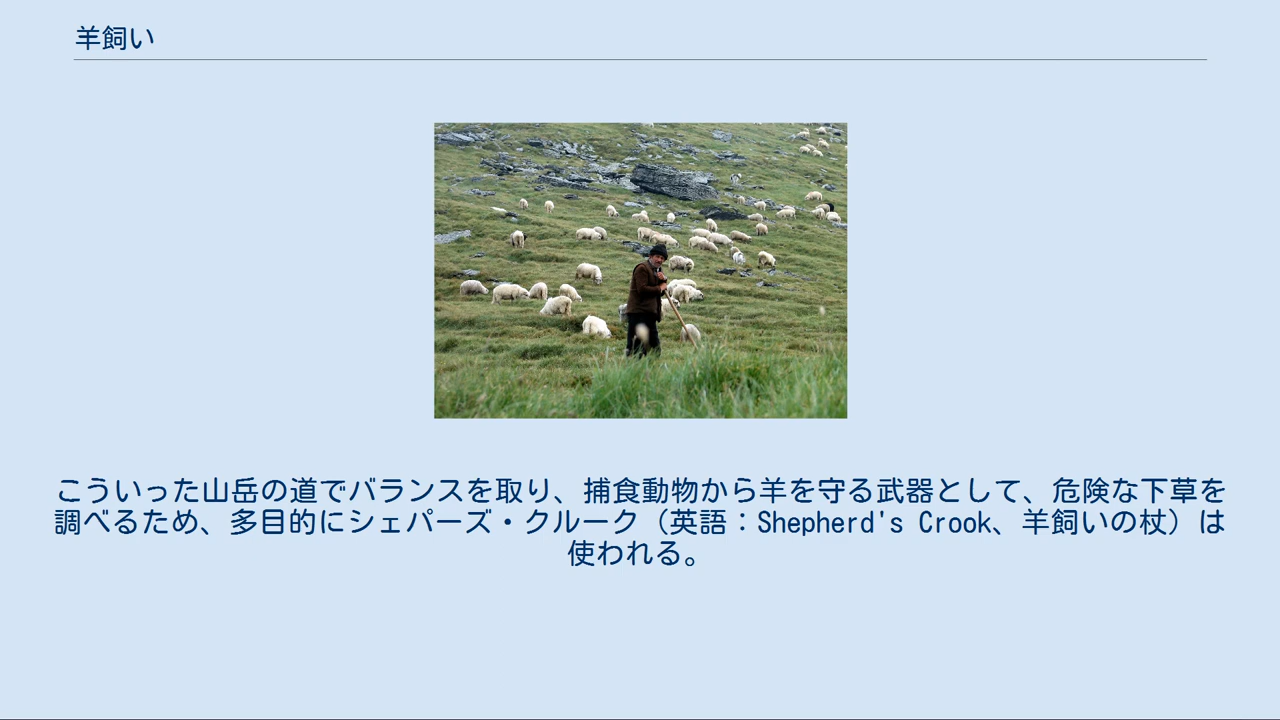 羊飼い
こういった山岳の道でバランスを取り、捕食動物から羊を守る武器として、危険な下草を
調べるため、多目的にシェパーズ・クルーク（英語：Shepherd's Crook、羊飼いの杖）は
使われる。